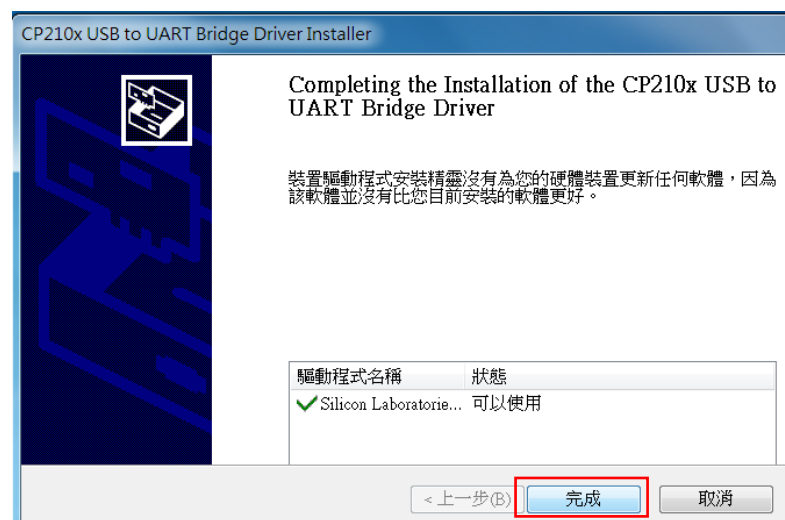 CP210x USB to UART Bridge Driver Installer
Completing the Installation of the CP210x USB to
UART Bridge Driver
裝置驅動程式安裝精靈沒有為您的硬體裝置更新任何軟體，因為
該軟體並沒有比您目前安裝的軟體更好。
驅動程式名稱 狀態
Silicon Laboratorie... 可以使用
< 上一步(B) 完成 取消